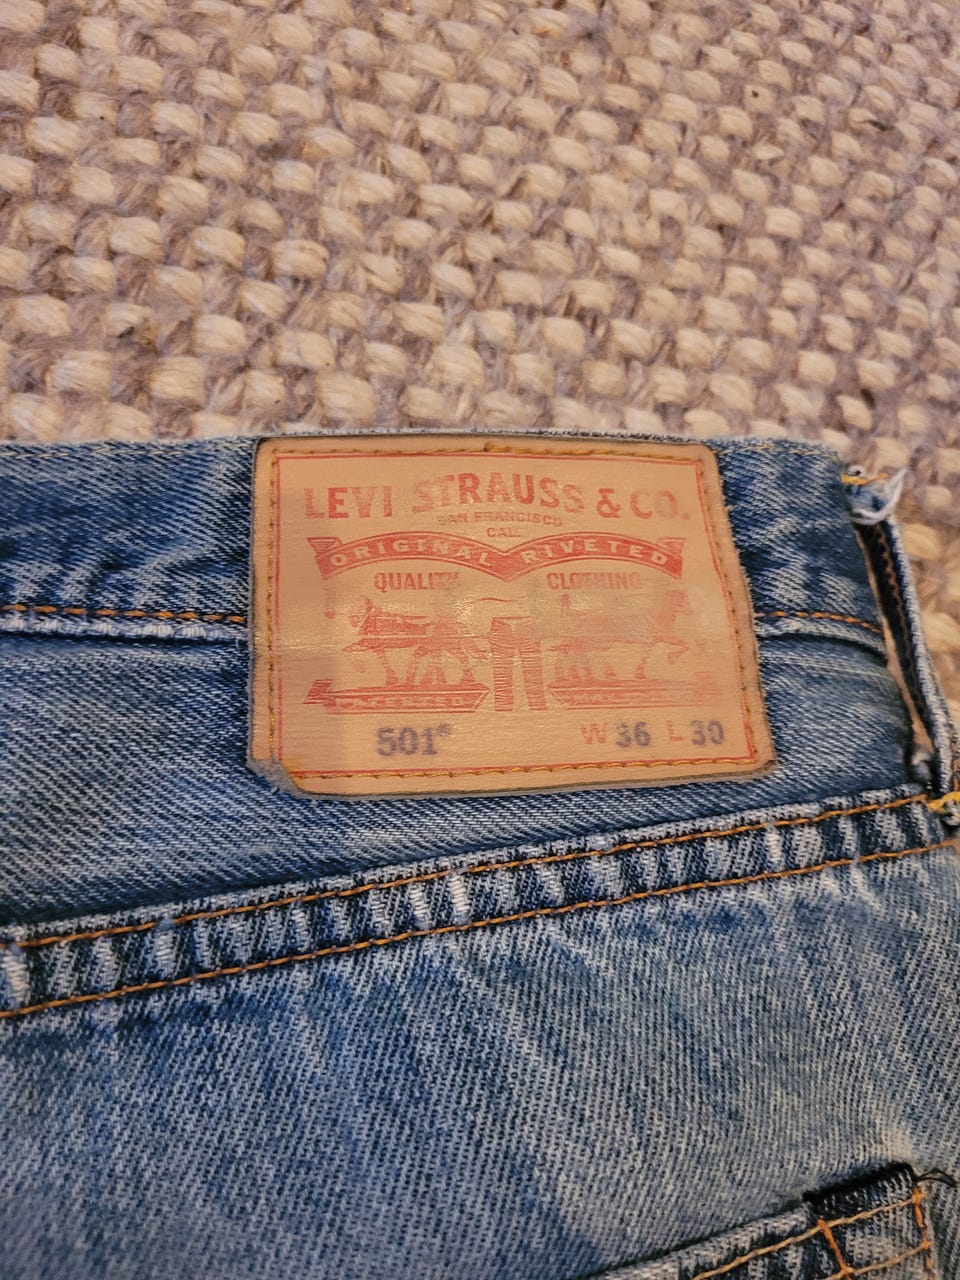 LEVI STRAUSS & CO.
SAN FRANCISCO
CAL.
ORIGINAL RIVETED
QUALITY CLOTHING
501® W 36 L 30